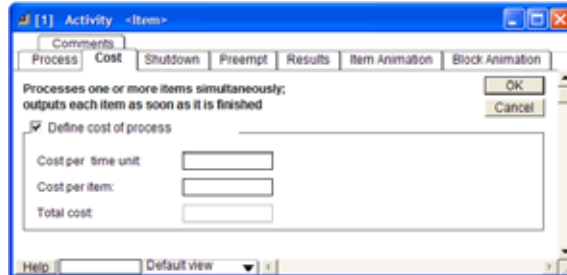 [1] Activity <Item>
Comments
Process Cost Shutdown Preempt Results Item Animation Block Animation
Processes one or more items simultaneously;
outputs each item as soon as it is finished
OK
Cancel
Define cost of process
Cost per time unit:
Cost per item:
Total cost:
Help Default view